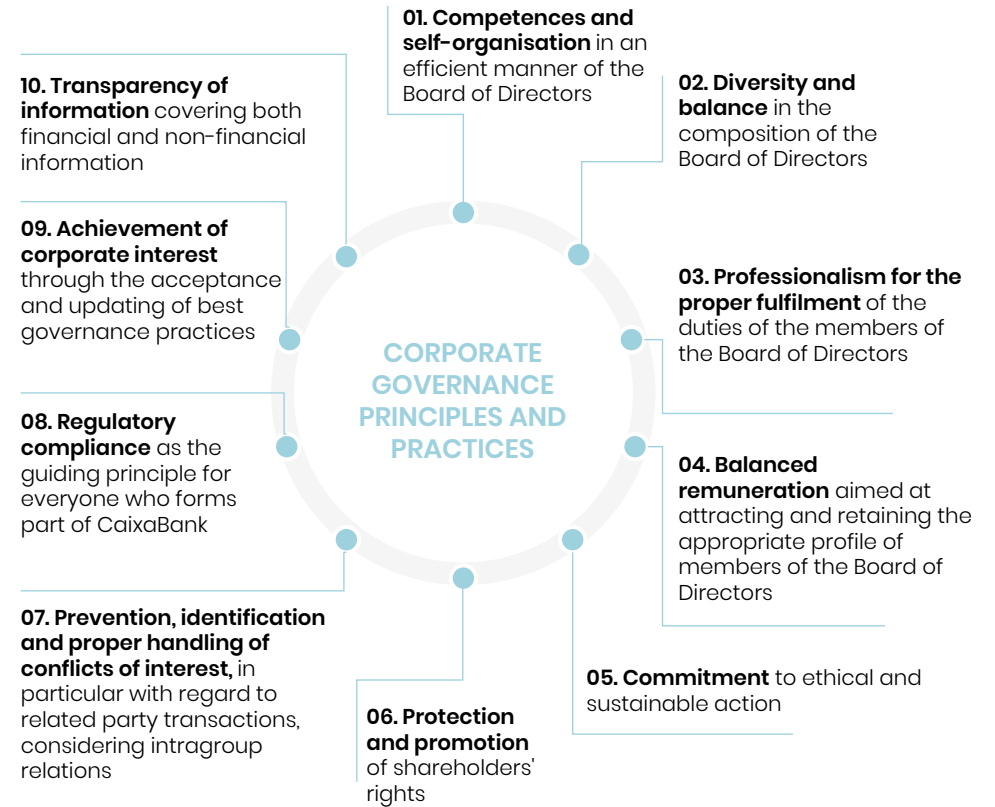 01. Competences and
self-organisation in an
efficient manner of the
Board of Directors
02. Diversity and
balance in the
composition of the
Board of Directors
03. Professionalism for the
proper fulfilment of the
duties of the members of
the Board of Directors
04. Balanced
remuneration aimed at
attracting and retaining the
appropriate profile of
members of the Board of
Directors
05. Commitment to ethical and
sustainable action
06. Protection
and promotion
of shareholders'
rights
07. Prevention, identification
and proper handling of
conflicts of interest, in
particular with regard to
related party transactions,
considering intragroup
relations
08. Regulatory
compliance as the
guiding principle for
everyone who forms
part of CaixaBank
09. Achievement of
corporate interest
through the acceptance
and updating of best
governance practices
10. Transparency of
information covering both
financial and non-financial
information
CORPORATE
GOVERNANCE
PRINCIPLES AND
PRACTICES